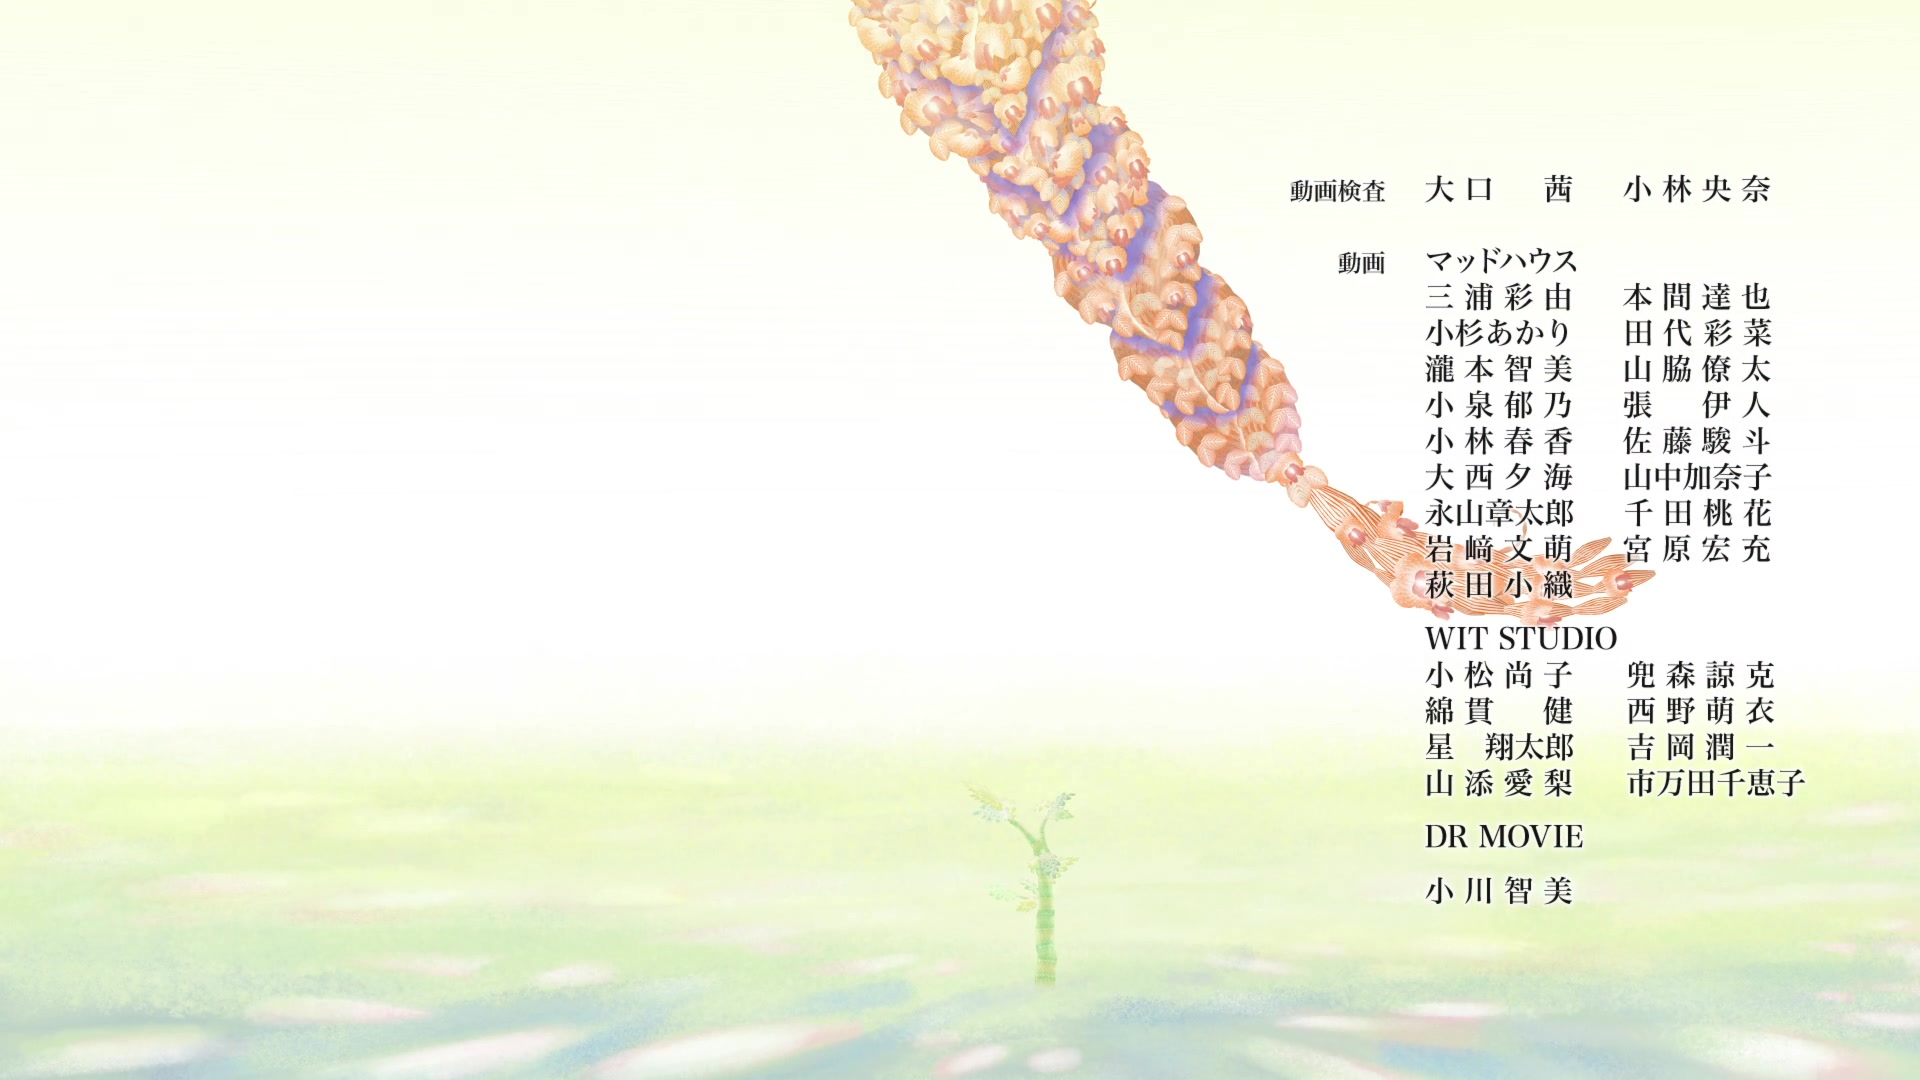 動画検査 大口 茜 小林央奈
動画 マッドハウス
三浦彩由 本間達也
小杉あかり 田代彩菜
瀧本智美 山脇僚太
小泉郁乃 張 伊人
小林春香 佐藤駿斗
大西夕海 山中加奈子
永山章太郎 千田桃花
岩﨑文萌 宮原宏充
萩田小織
WIT STUDIO
小松尚子 兜森諒克
綿貫 健 西野萌衣
星 翔太郎 吉岡潤一
山添愛梨 市万田千恵子
DR MOVIE
小川智美